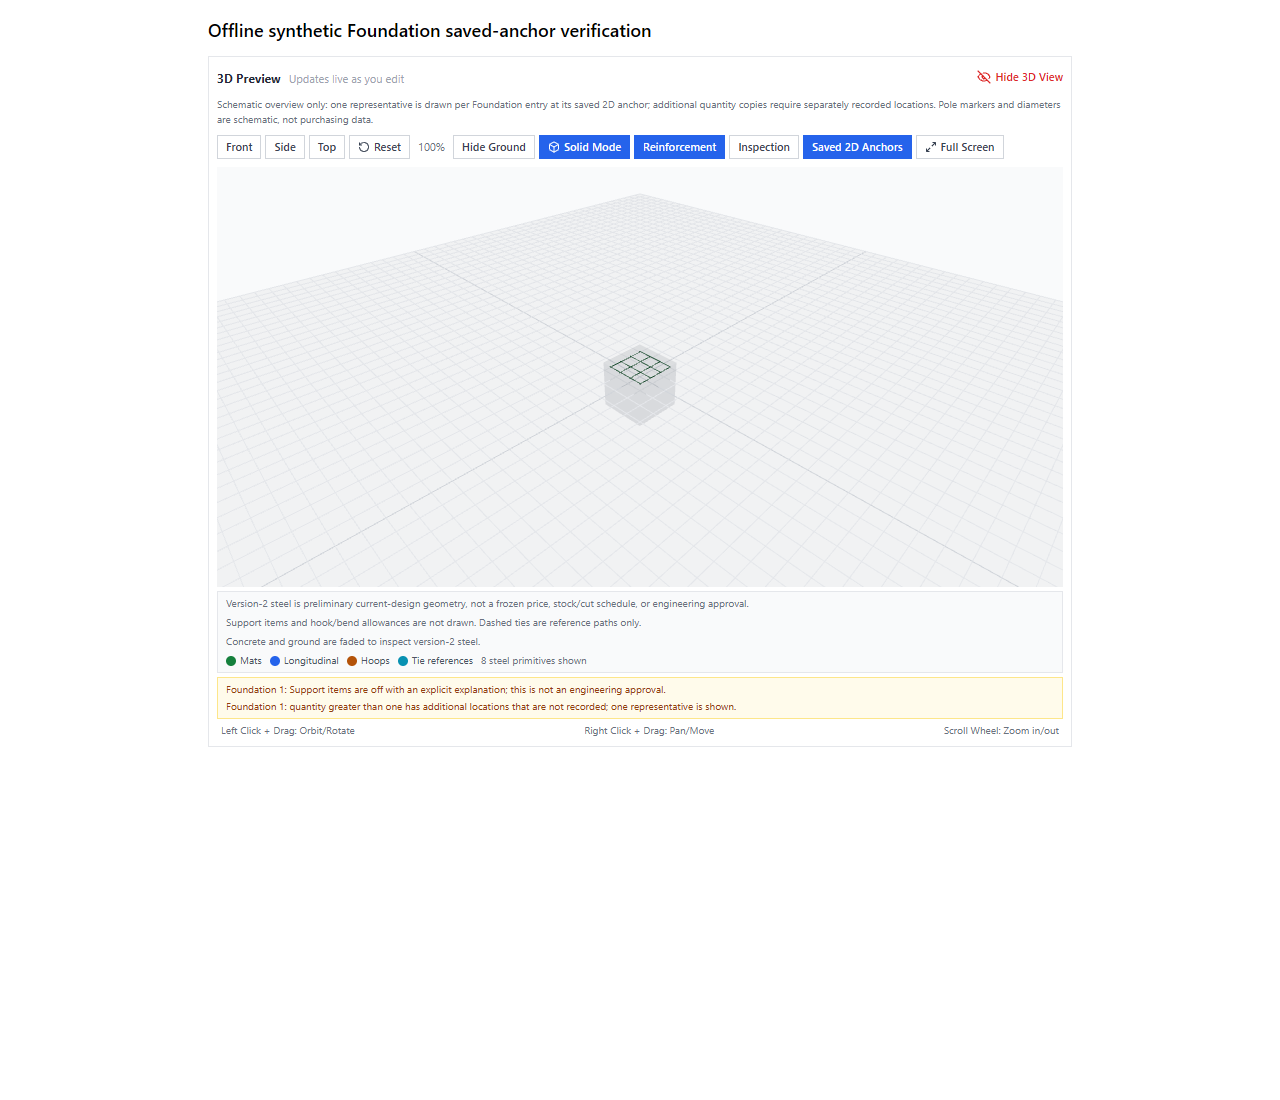 Offline synthetic Foundation saved-anchor verification
3D Preview Updates live as you edit
Hide 3D View
Schematic overview only: one representative is drawn per Foundation entry at its saved 2D anchor; additional quantity copies require separately recorded locations. Pole markers and diameters
are schematic, not purchasing data.
Front Side Top Reset 100% Hide Ground Solid Mode Reinforcement Inspection Saved 2D Anchors Full Screen
Version-2 steel is preliminary current-design geometry, not a frozen price, stock/cut schedule, or engineering approval.
Support items and hook/bend allowances are not drawn. Dashed ties are reference paths only.
Concrete and ground are faded to inspect version-2 steel.
Mats Longitudinal Hoops Tie references 8 steel primitives shown
Foundation 1: Support items are off with an explicit explanation; this is not an engineering approval.
Foundation 1: quantity greater than one has additional locations that are not recorded; one representative is shown.
Left Click + Drag: Orbit/Rotate Right Click + Drag: Pan/Move Scroll Wheel: Zoom in/out